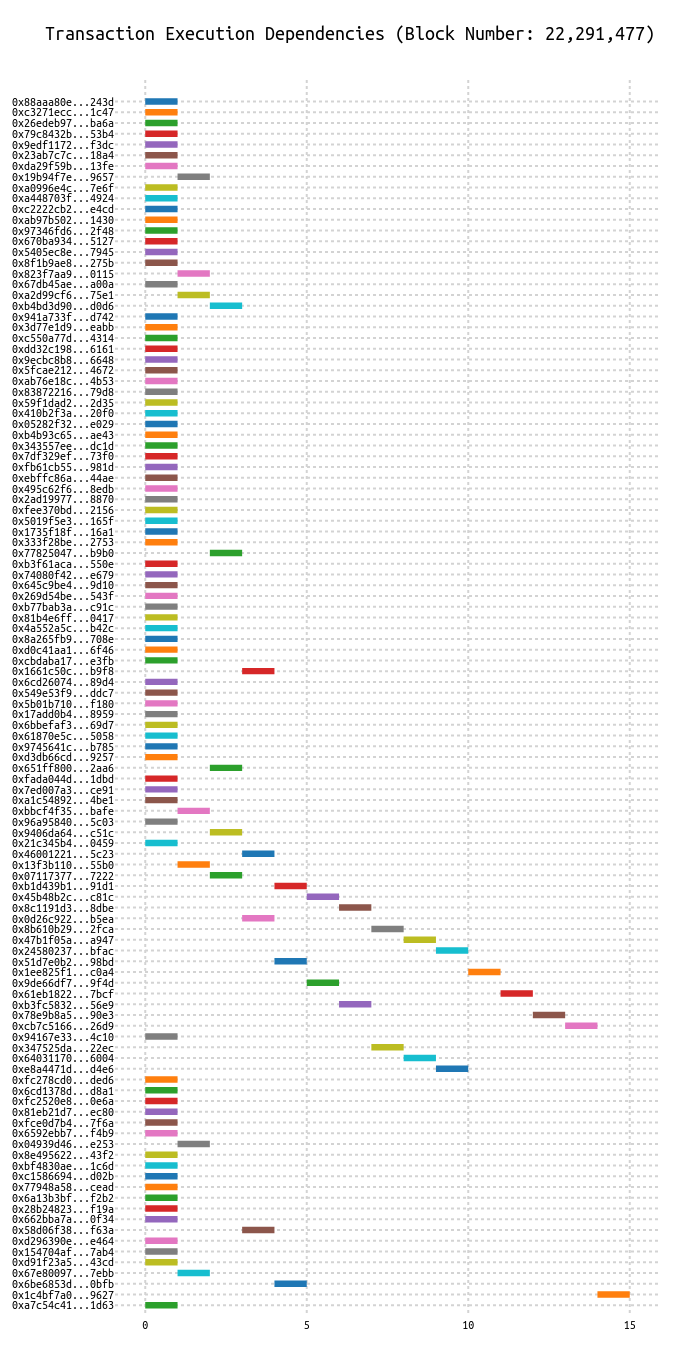 Transaction Execution Dependencies (Block Number: 22,291,477)
0x88aaa80e...243d
0xc3271ecc...1c47
0x26edeb97...ba6a
0x79c8432b...53b4
0x9edf1172...f3dc
0x23ab7c7c...18a4
0xda29f59b...13fe
0x19b94f7e...9657
0xa0996e4c...7e6f
0xa448703f...4924
0xc2222cb2...e4cd
0xab97b502...1430
0x97346fd6...2f48
0x670ba934...5127
0x5405ec8e...7945
0x8f1b9ae8...275b
0x823f7aa9...0115
0x67db45ae...a00a
0xa2d99cf6...75e1
0xb4bd3d90...d0d6
0x941a733f...d742
0x3d77e1d9...eabb
0xc550a77d...4314
0xdd32c198...6161
0x9ecbc8b8...6648
0x5fcae212...4672
0xab76e18c...4b53
0x83872216...79d8
0x59f1dad2...2d35
0x410b2f3a...20f0
0x05282f32...e029
0xb4b93c65...ae43
0x343557ee...dc1d
0x7df329ef...73f0
0xfb61cb55...981d
0xebffc86a...44ae
0x495c62f6...8edb
0x2ad19977...8870
0xfee370bd...2156
0x5019f5e3...165f
0x1735f18f...16a1
0x333f28be...2753
0x77825047...b9b0
0xb3f61aca...550e
0x74080f42...e679
0x645c9be4...9d10
0x269d54be...543f
0xb77bab3a...c91c
0x81b4e6ff...0417
0x4a552a5c...b42c
0x8a265fb9...708e
0xd0c41aa1...6f46
0xcbdaba17...e3fb
0x1661c50c...b9f8
0x6cd26074...89d4
0x549e53f9...ddc7
0x5b01b710...f180
0x17add0b4...8959
0x6bbefaf3...69d7
0x61870e5c...5058
0x9745641c...b785
0xd3db66cd...9257
0x651ff800...2aa6
0xfada044d...1dbd
0x7ed007a3...ce91
0xa1c54892...4be1
0xbbcf4f35...bafe
0x96a95840...5c03
0x9406da64...c51c
0x21c345b4...0459
0x46001221...5c23
0x13f3b110...55b0
0x07117377...7222
0xb1d439b1...91d1
0x45b48b2c...c81c
0x8c1191d3...8dbe
0x0d26c922...b5ea
0x8b610b29...2fca
0x47b1f05a...a947
0x24580237...bfac
0x51d7e0b2...98bd
0x1ee825f1...c0a4
0x9de66df7...9f4d
0x61eb1822...7bcf
0xb3fc5832...56e9
0x78e9b8a5...90e3
0xcb7c5166...26d9
0x94167e33...4c10
0x347525da...22ec
0x64031170...6004
0xe8a4471d...d4e6
0xfc278cd0...ded6
0x6cd1378d...d8a1
0xfc2520e8...0e6a
0x81eb21d7...ec80
0xfce0d7b4...7f6a
0x6592ebb7...f4b9
0x04939d46...e253
0x8e495622...43f2
0xbf4830ae...1c6d
0xc1586694...d02b
0x77948a58...cead
0x6a13b3bf...f2b2
0x28b24823...f19a
0x662bba7a...0f34
0x58d06f38...f63a
0xd296390e...e464
0x154704af...7ab4
0xd91f23a5...43cd
0x67e80097...7ebb
0x6be6853d...0bfb
0x1c4bf7a0...9627
0xa7c54c41...1d63
0 5 10 15